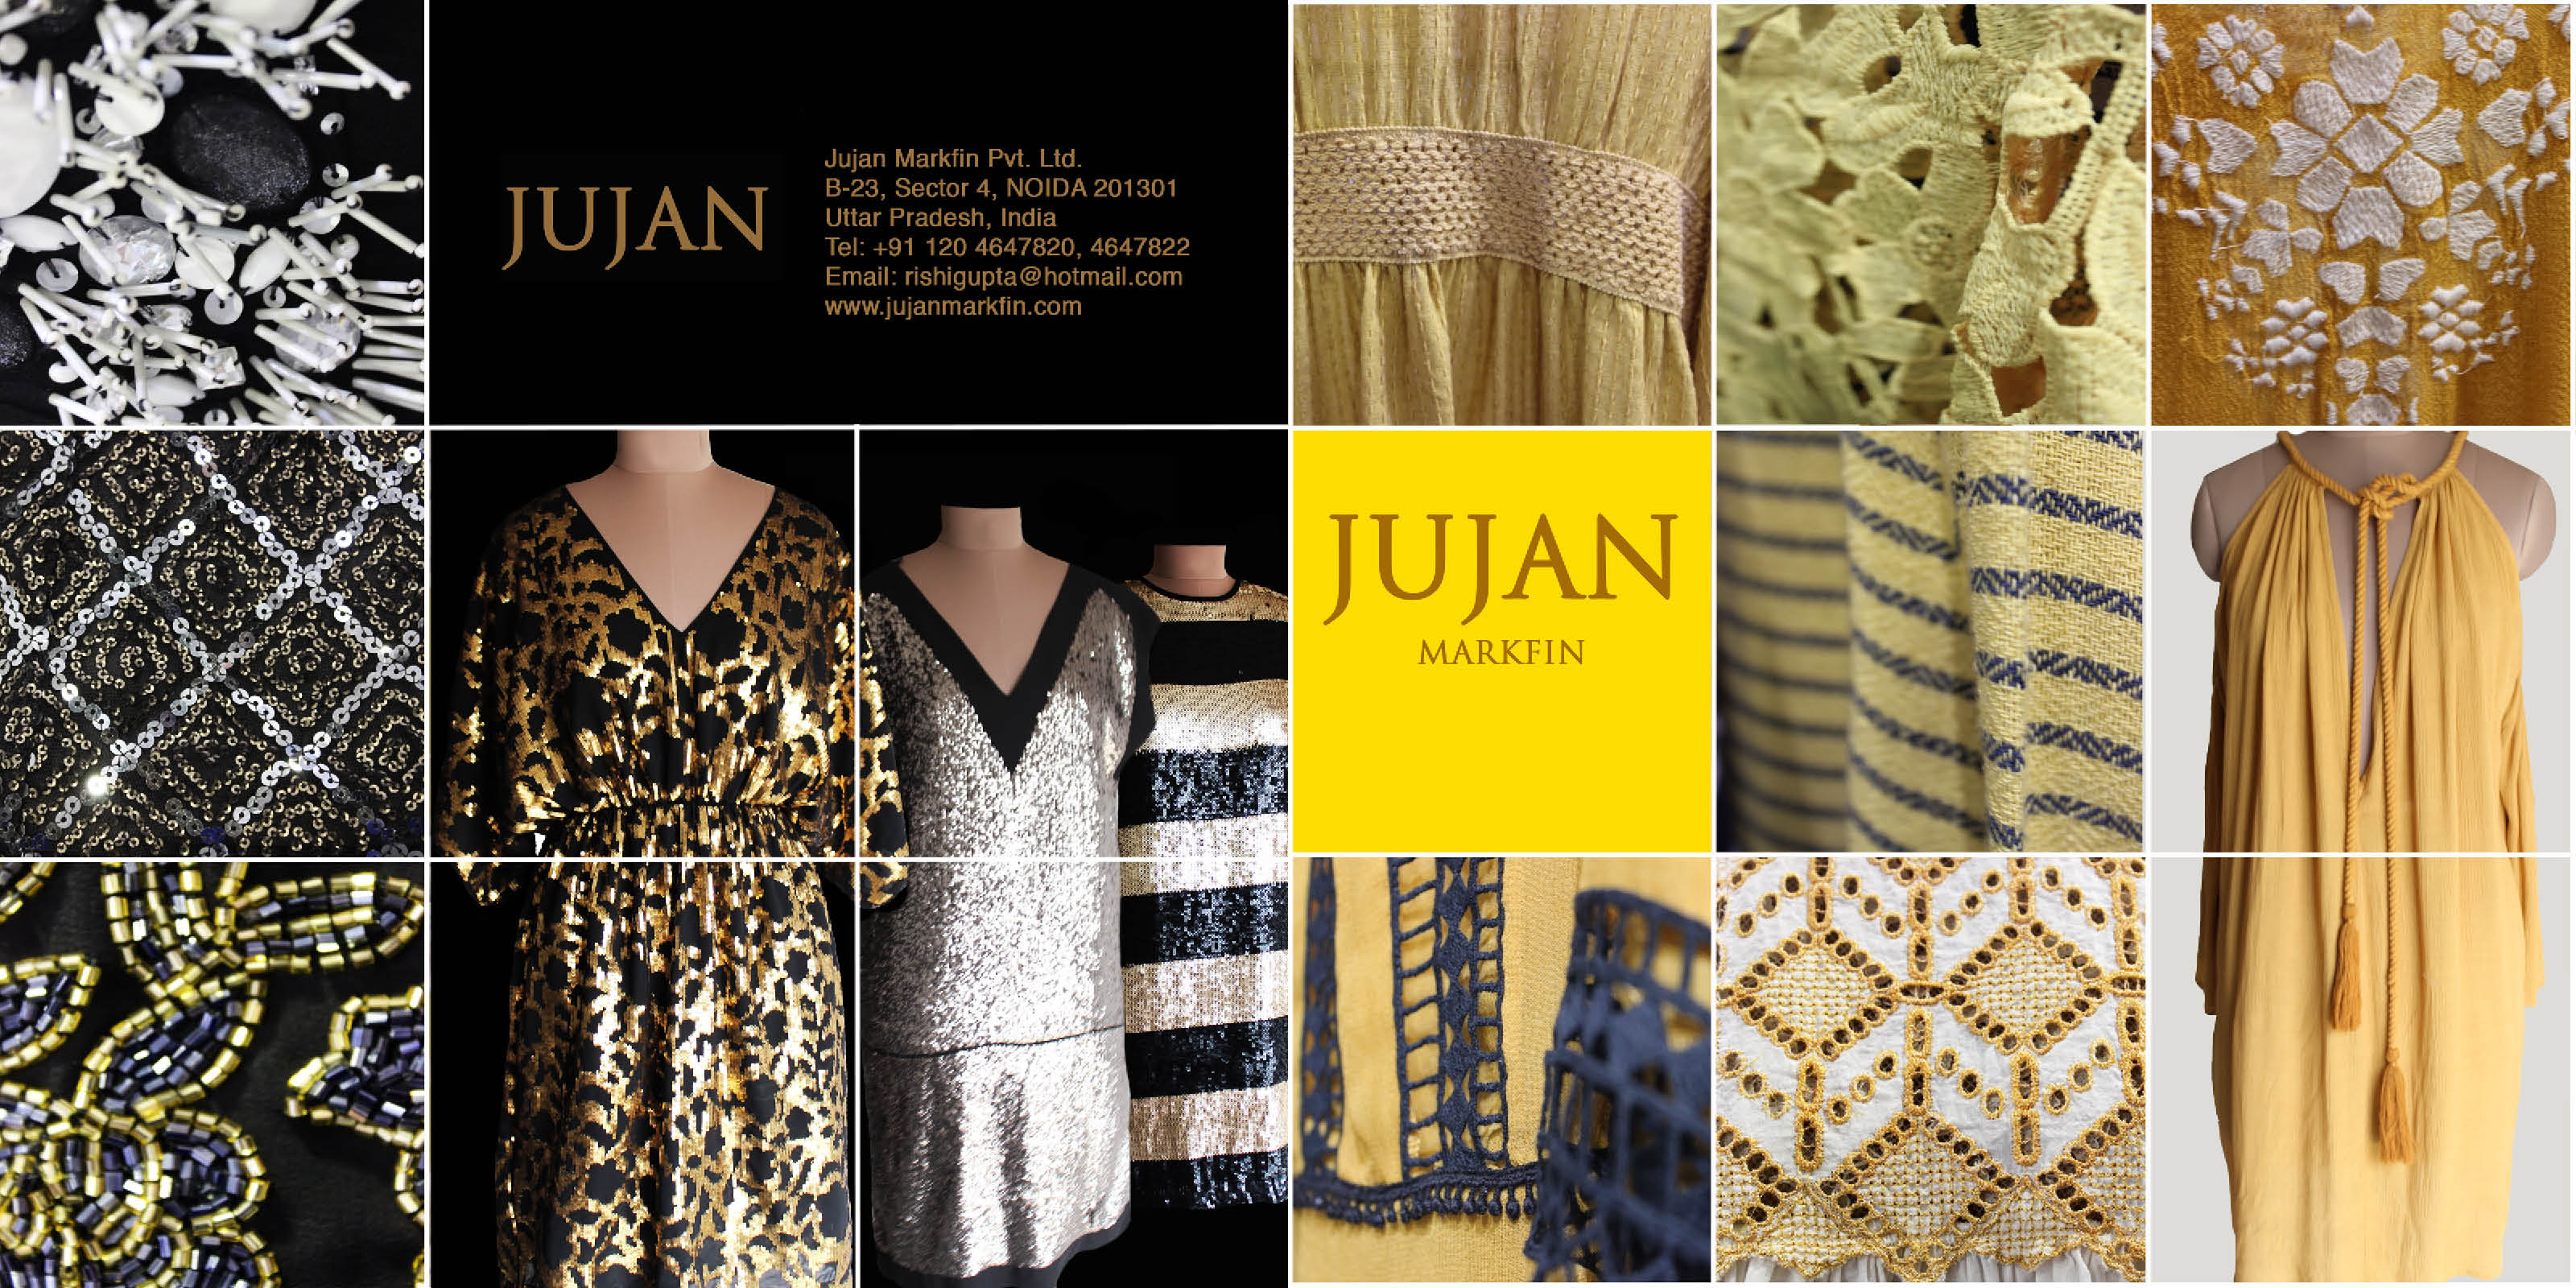 JUJAN
Jujan Markfin Pvt. Ltd.
B-23, Sector 4, NOIDA 201301
Uttar Pradesh, India
Tel: +91 120 4647820, 4647822
Email: rishigupta@hotmail.com
www.jujanmarkfin.com
JUJAN
MARKFIN